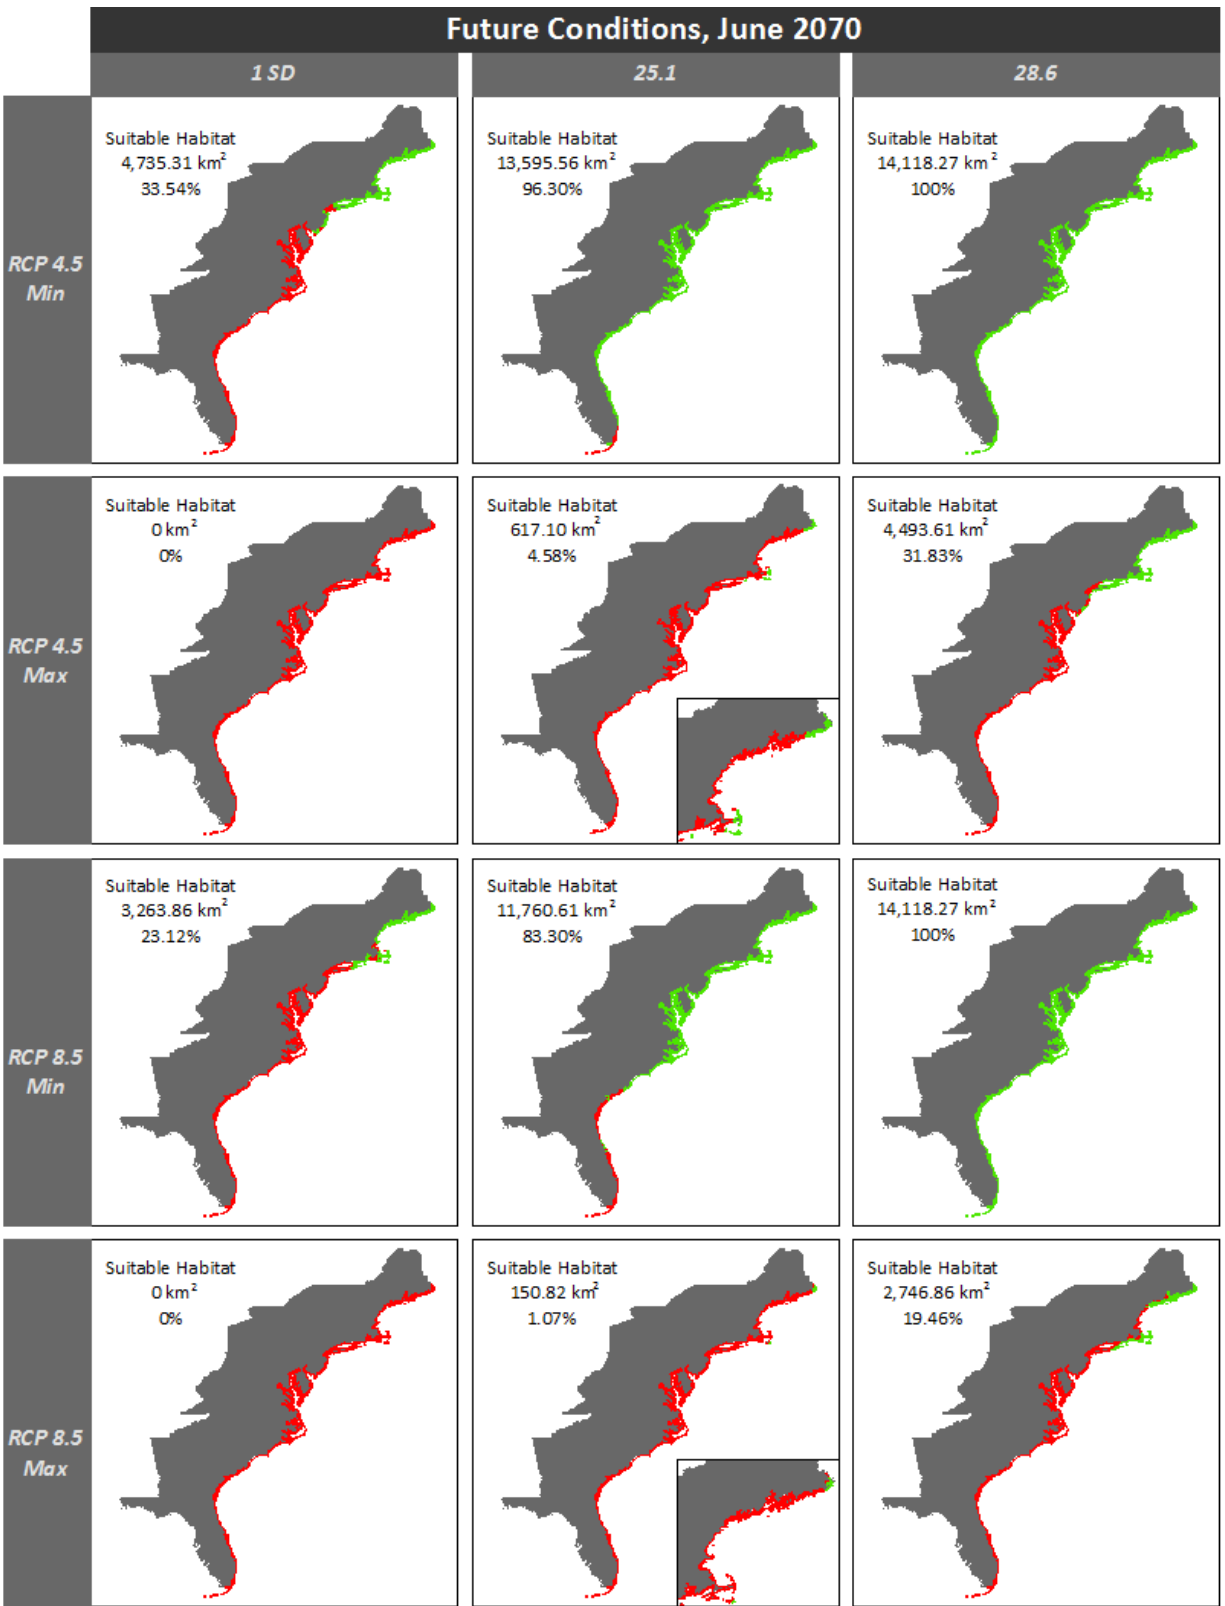 Future Conditions, June 2070
1 SD
25.1
28.6
RCP 4.5
Min
Suitable Habitat
4,735.31 km²
33.54%
Suitable Habitat
13,595.56 km²
96.30%
Suitable Habitat
14,118.27 km²
100%
RCP 4.5
Max
Suitable Habitat
0 km²
0%
Suitable Habitat
617.10 km²
4.58%
Suitable Habitat
4,493.61 km²
31.83%
RCP 8.5
Min
Suitable Habitat
3,263.86 km²
23.12%
Suitable Habitat
11,760.61 km²
83.30%
Suitable Habitat
14,118.27 km²
100%
RCP 8.5
Max
Suitable Habitat
0 km²
0%
Suitable Habitat
150.82 km²
1.07%
Suitable Habitat
2,746.86 km²
19.46%